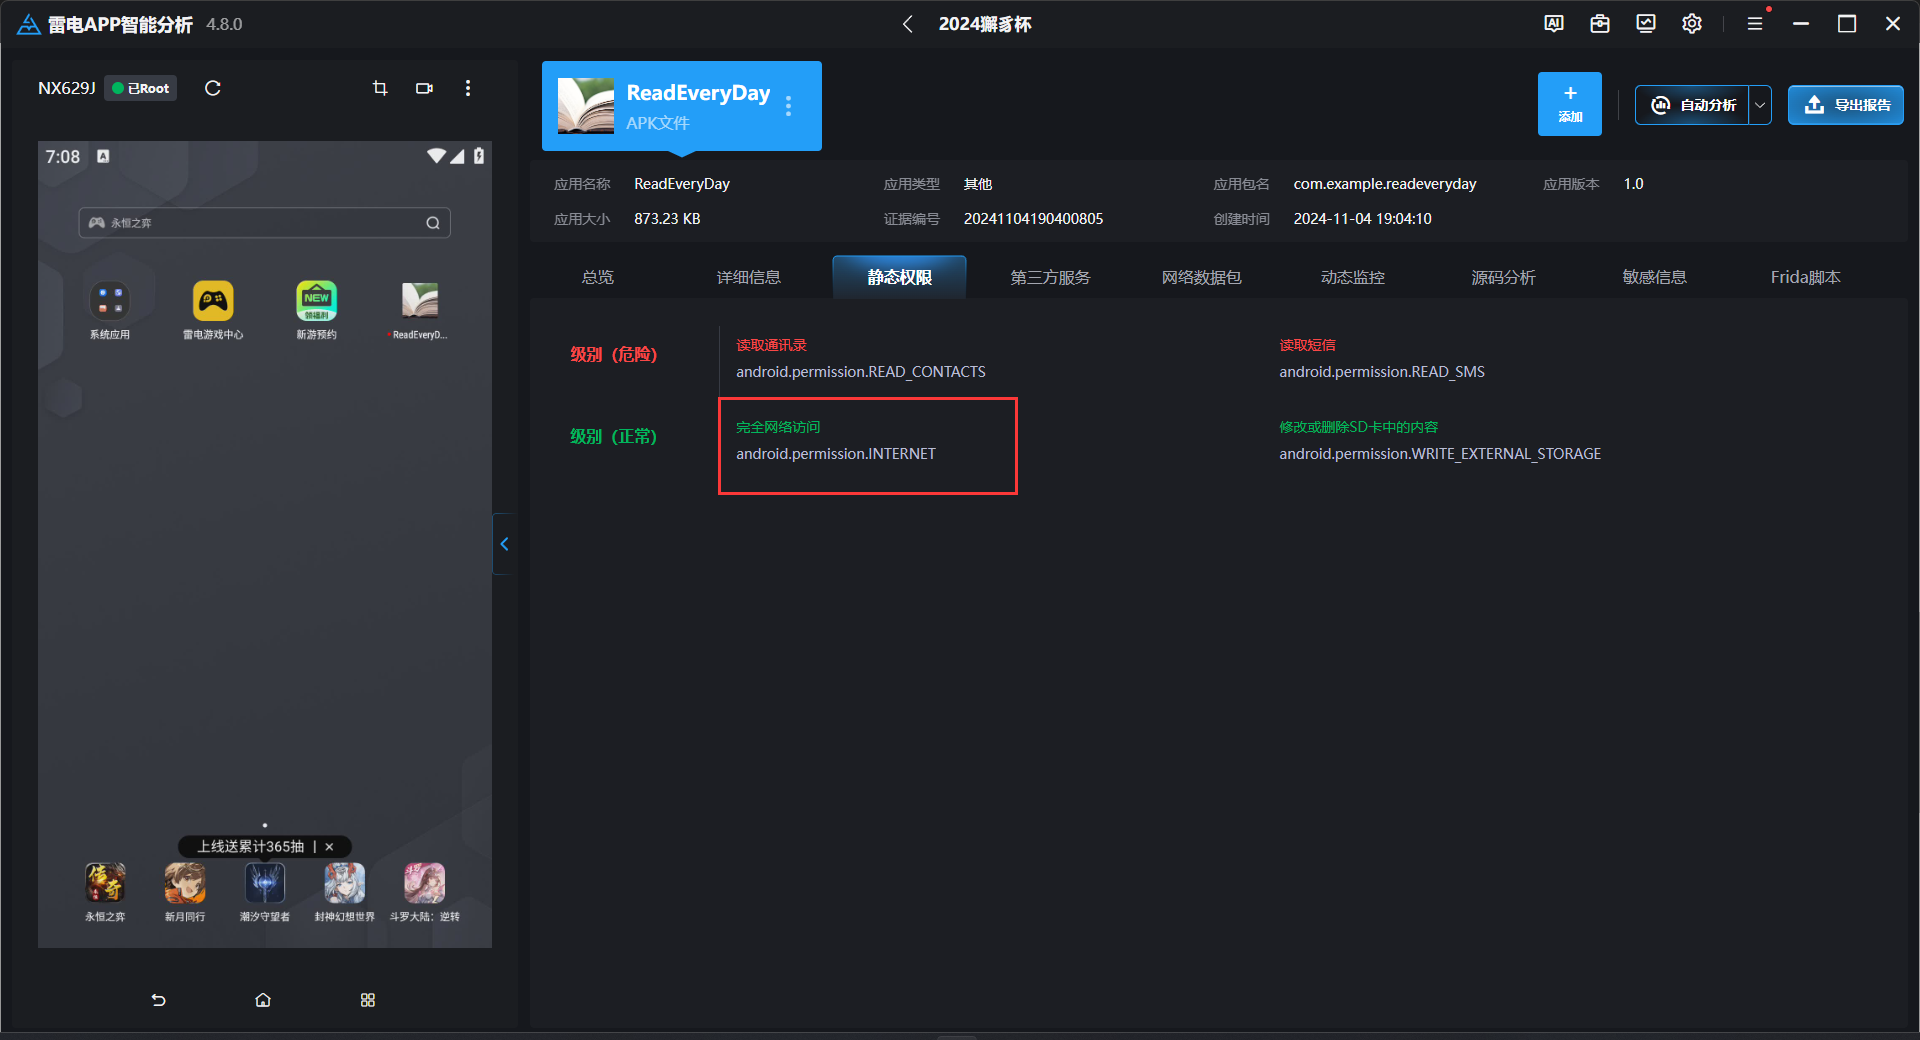 雷电APP智能分析 4.8.0
2024獬豸杯
AI
NX629J 已Root
ReadEveryDay
APK文件
添加
自动分析
导出报告
7:08 A
永恒之弈
系统应用
雷电游戏中心
NEW
领福利
新游预约
ReadEveryD...
应用名称 ReadEveryDay
应用类型 其他
应用包名 com.example.readeveryday
应用版本 1.0
应用大小 873.23 KB
证据编号 20241104190400805
创建时间 2024-11-04 19:04:10
总览 详细信息 静态权限 第三方服务 网络数据包 动态监控 源码分析 敏感信息 Frida脚本
级别（危险）
读取通讯录
android.permission.READ_CONTACTS
读取短信
android.permission.READ_SMS
级别（正常）
完全网络访问
android.permission.INTERNET
修改或删除SD卡中的内容
android.permission.WRITE_EXTERNAL_STORAGE
上线送累计365抽
传奇
斗罗
永恒之弈
新月同行
潮汐守望者
封神幻想世界
斗罗大陆：逆转